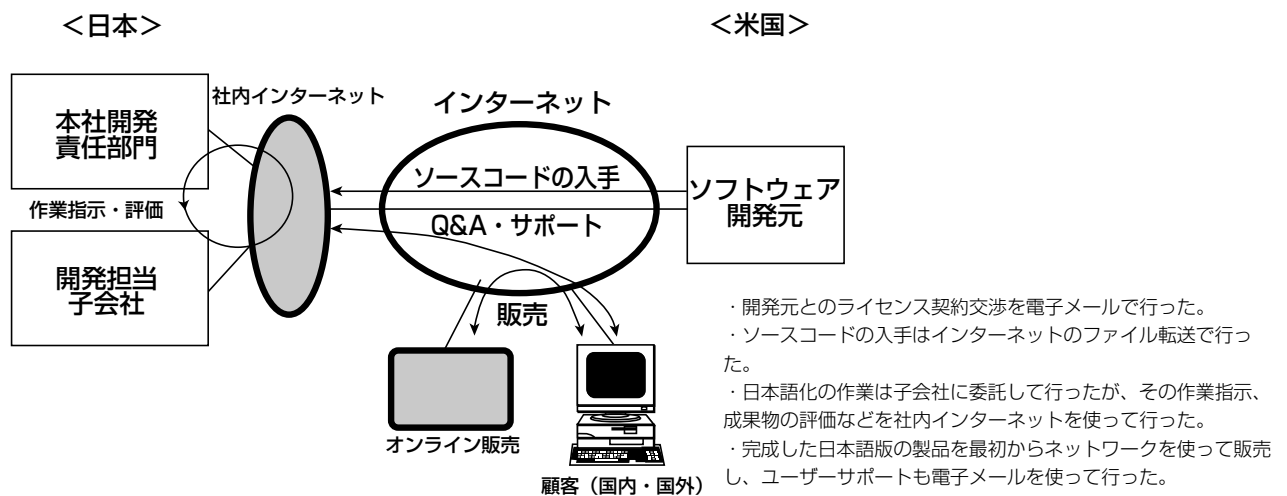 ＜日本＞
＜米国＞
本社開発
責任部門
社内インターネット
インターネット
ソースコードの入手
ソフトウェア
開発元
作業指示・評価
Q&A・サポート
開発担当
子会社
販売
オンライン販売
顧客（国内・国外）
・開発元とのライセンス契約交渉を電子メールで行った。
・ソースコードの入手はインターネットのファイル転送で行っ
た。
・日本語化の作業は子会社に委託して行ったが、その作業指示、
成果物の評価などを社内インターネットを使って行った。
・完成した日本語版の製品を最初からネットワークを使って販売
し、ユーザーサポートも電子メールを使って行った。